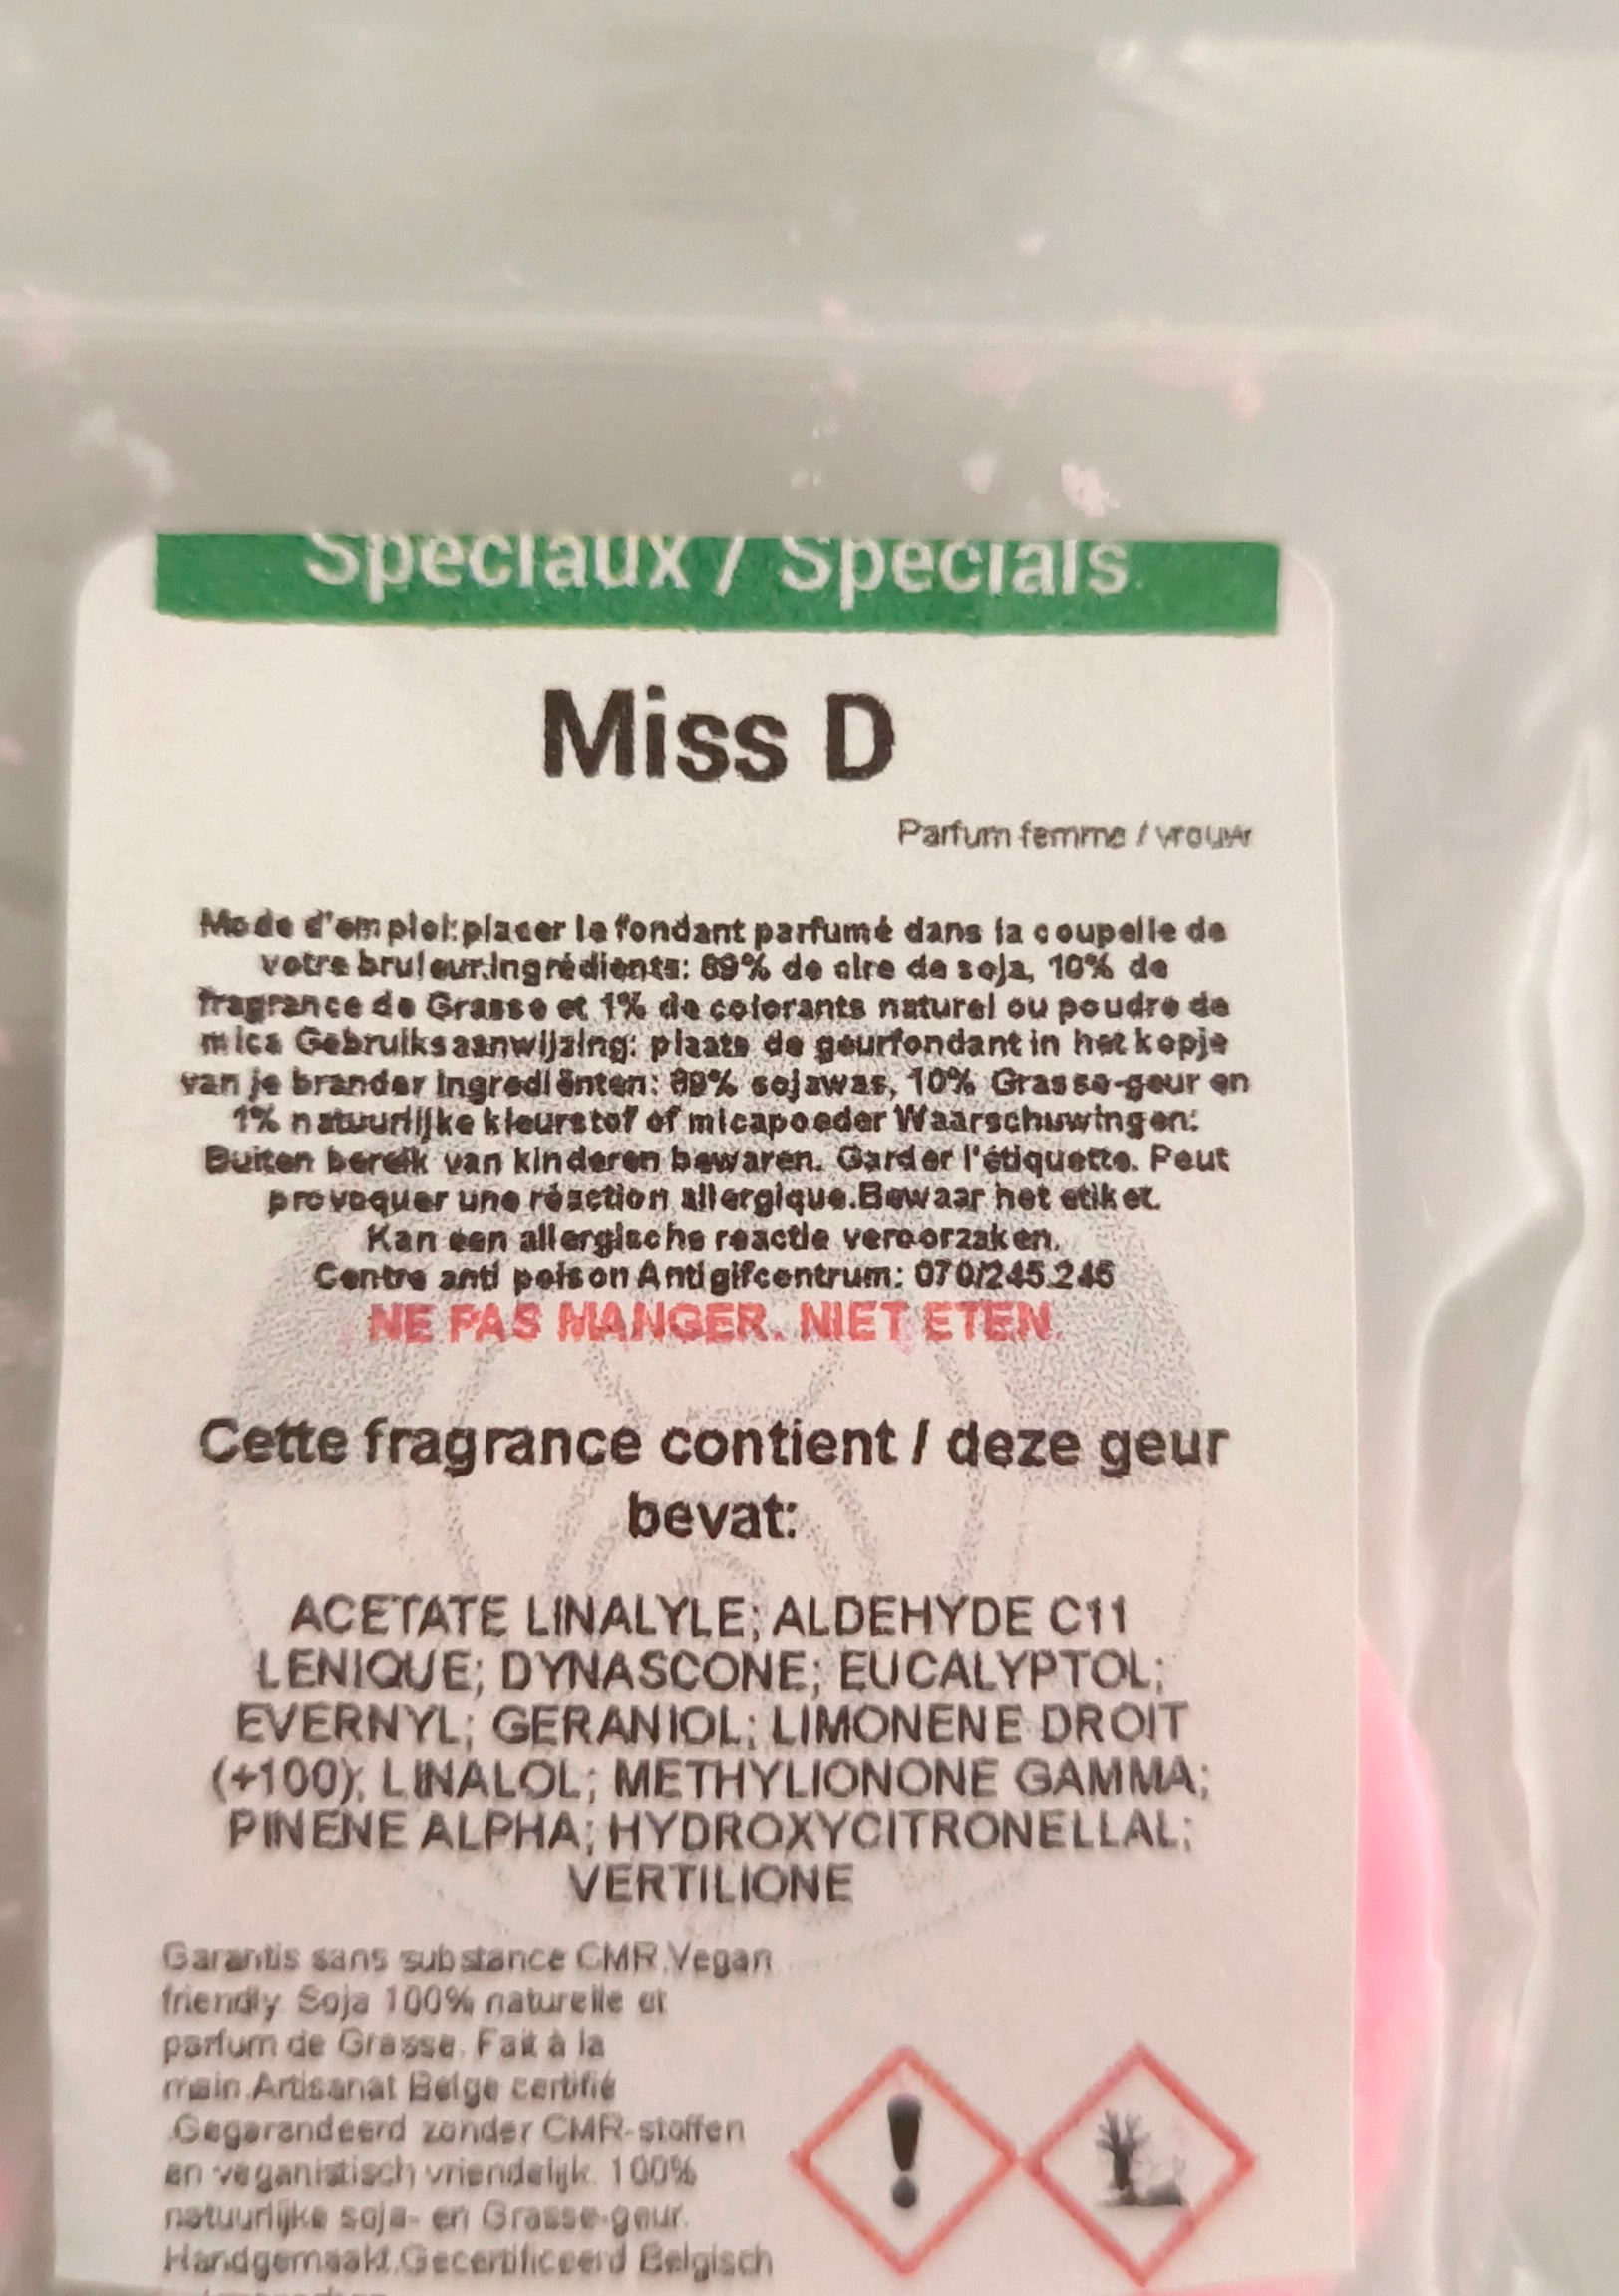 Speciaux / Specials
Miss D
Parfum femme / vrouw
Mode d'emploi:placer le fondant parfumé dans la coupelle de
votre bruleur.Ingrédients: 89% de cire de soja, 10% de
fragrance de Grasse et 1% de colorants naturel ou poudre de
mica Gebruiksaanwijzing: plaats de geurfondant in het kopje
van je brander Ingrediënten: 89% sojawas, 10% Grasse-geur en
1% natuurlijke kleurstof of micapoeder Waarschuwingen:
Buiten bereik van kinderen bewaren. Garder l'étiquette. Peut
provoquer une réaction allergique.Bewaar het etiket.
Kan een allergische reactie veroorzaken.
Centre anti poison Antigifcentrum: 070/245.245
NE PAS MANGER. NIET ETEN.
Cette fragrance contient / deze geur
bevat:
ACETATE LINALYLE; ALDEHYDE C11
LENIQUE; DYNASCONE; EUCALYPTOL;
EVERNYL; GERANIOL; LIMONENE DROIT
(+100); LINALOL; METHYLIONONE GAMMA;
PINENE ALPHA; HYDROXYCITRONELLAL;
VERTILIONE
Garantis sans substance CMR.Vegan
friendly Soja 100% naturelle et
parfum de Grasse. Fait à la
main.Artisanat Belge certifié
.Gegarandeerd zonder CMR-stoffen
en veganistisch vriendelijk. 100%
natuurlijke soja- en Grasse-geur.
Handgemaakt.Gecertificeerd Belgisch